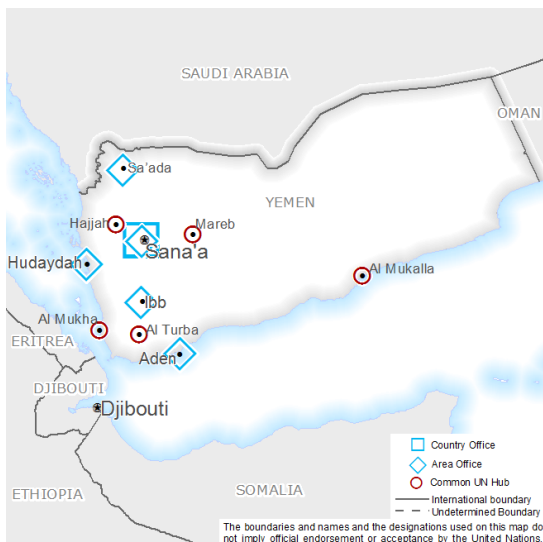 SAUDI ARABIA
OMAN
Sa'ada
YEMEN
Hajjah
Mareb
Sana'a
Hudaydah
Al Mukalla
Ibb
Al Mukha
Al Turba
ERITREA
Aden
DJIBOUTI
Djibouti
ETHIOPIA
SOMALIA
Country Office
Area Office
Common UN Hub
International boundary
Undetermined Boundary
The boundaries and names and the designations used on this map do
not imply official endorsement or acceptance by the United Nations.